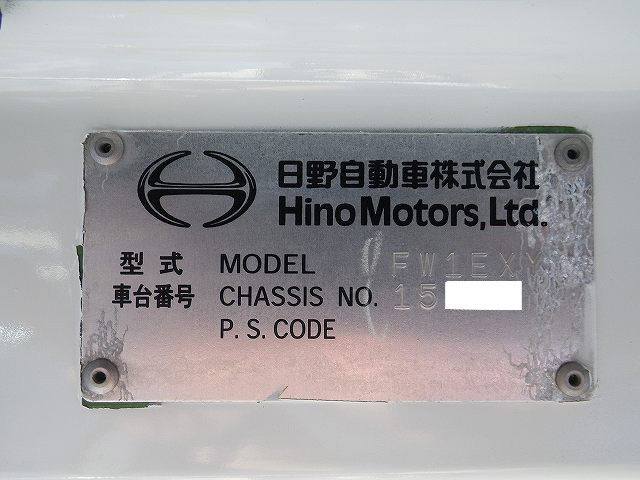 日野自動車株式会社
Hino Motors, Ltd.
型式 MODEL FW1EXY
車台番号 CHASSIS NO. 15
P. S. CODE